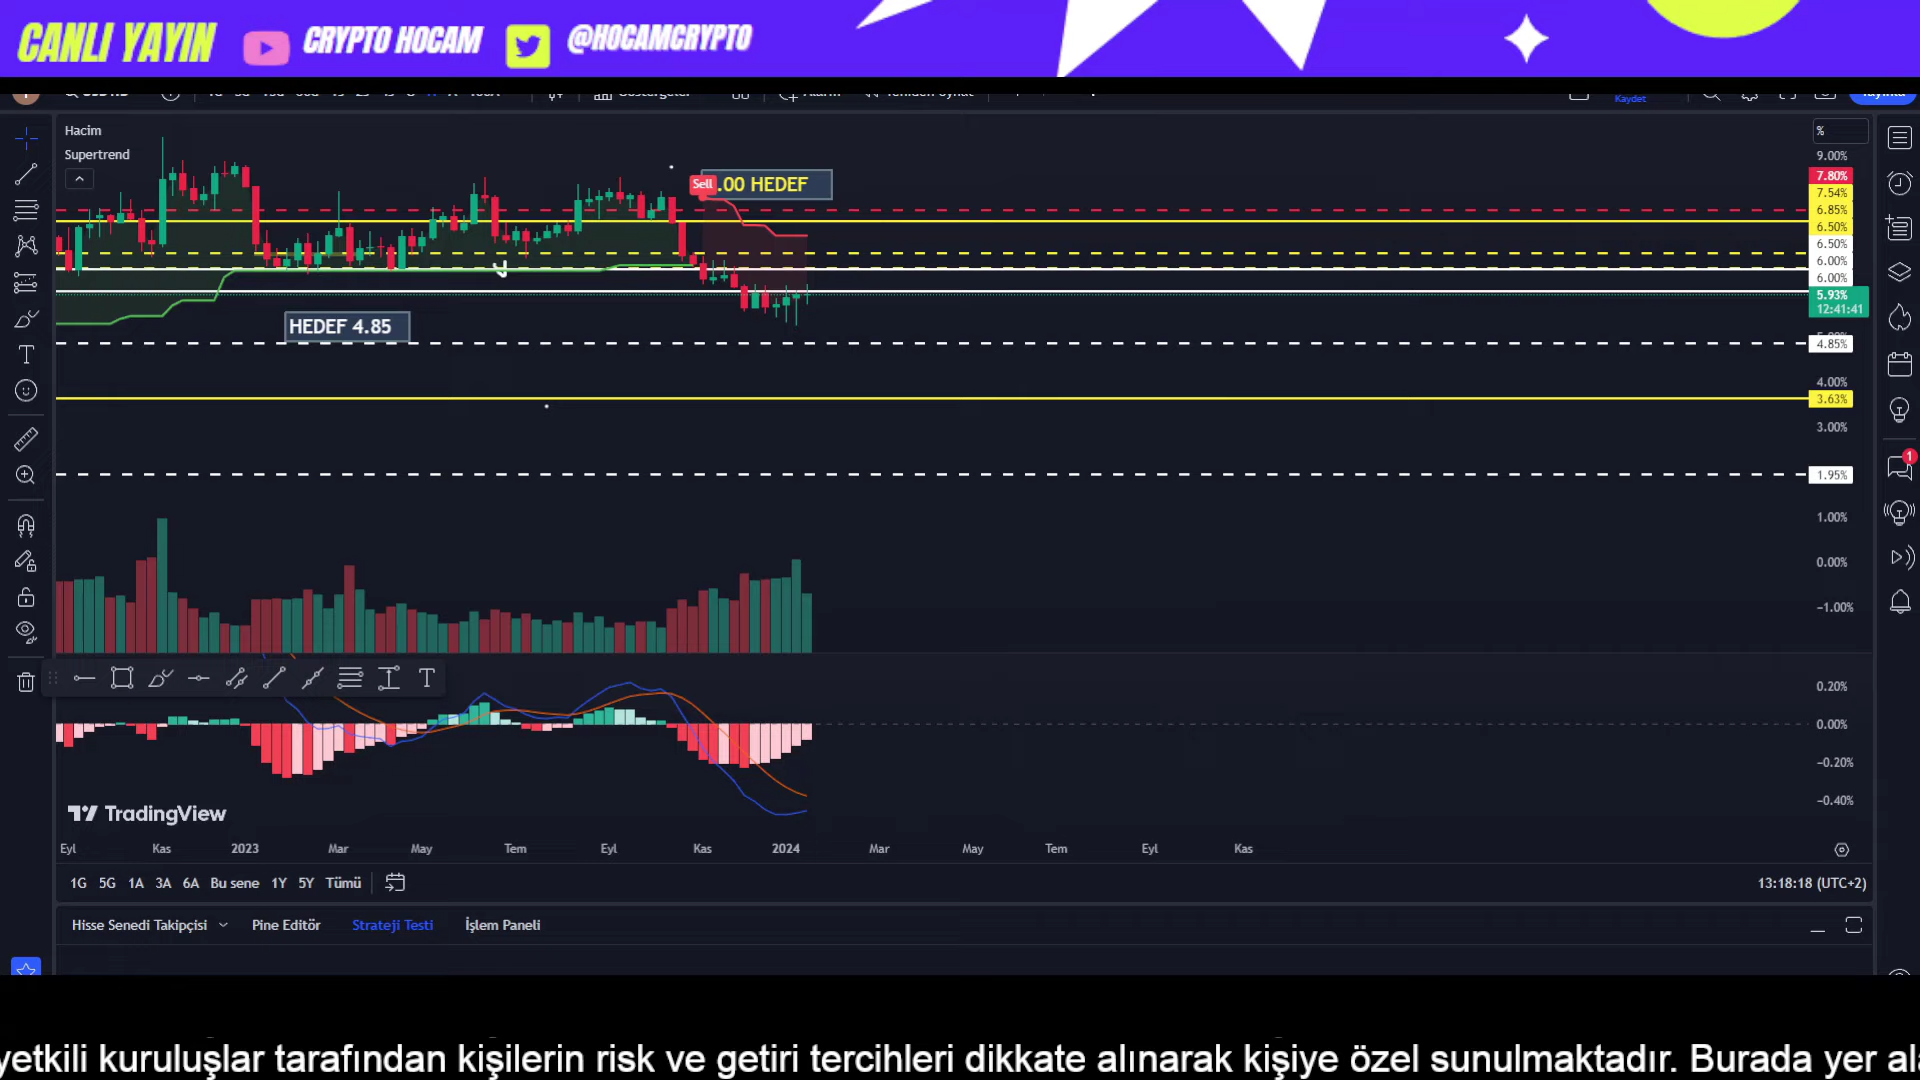 CANLI YAYIN CRYPTO HOCAM @HOCAMCRYPTO
Kaydet
Hacim
Supertrend
Sell .00 HEDEF
HEDEF 4.85
%
9.00%
7.80%
7.54%
6.85%
6.50%
6.50%
6.00%
6.00%
5.93%
12:41:41
4.85%
4.00%
3.63%
3.00%
1.95%
1.00%
0.00%
−1.00%
0.20%
0.00%
−0.20%
−0.40%
1
TradingView
Eyl Kas 2023 Mar May Tem Eyl Kas 2024 Mar May Tem Eyl Kas
1G 5G 1A 3A 6A Bu sene 1Y 5Y Tümü 13:18:18 (UTC+2)
Hisse Senedi Takipçisi Pine Editör Strateji Testi İşlem Paneli
yetkili kuruluşlar tarafından kişilerin risk ve getiri tercihleri dikkate alınarak kişiye özel sunulmaktadır. Burada yer ala